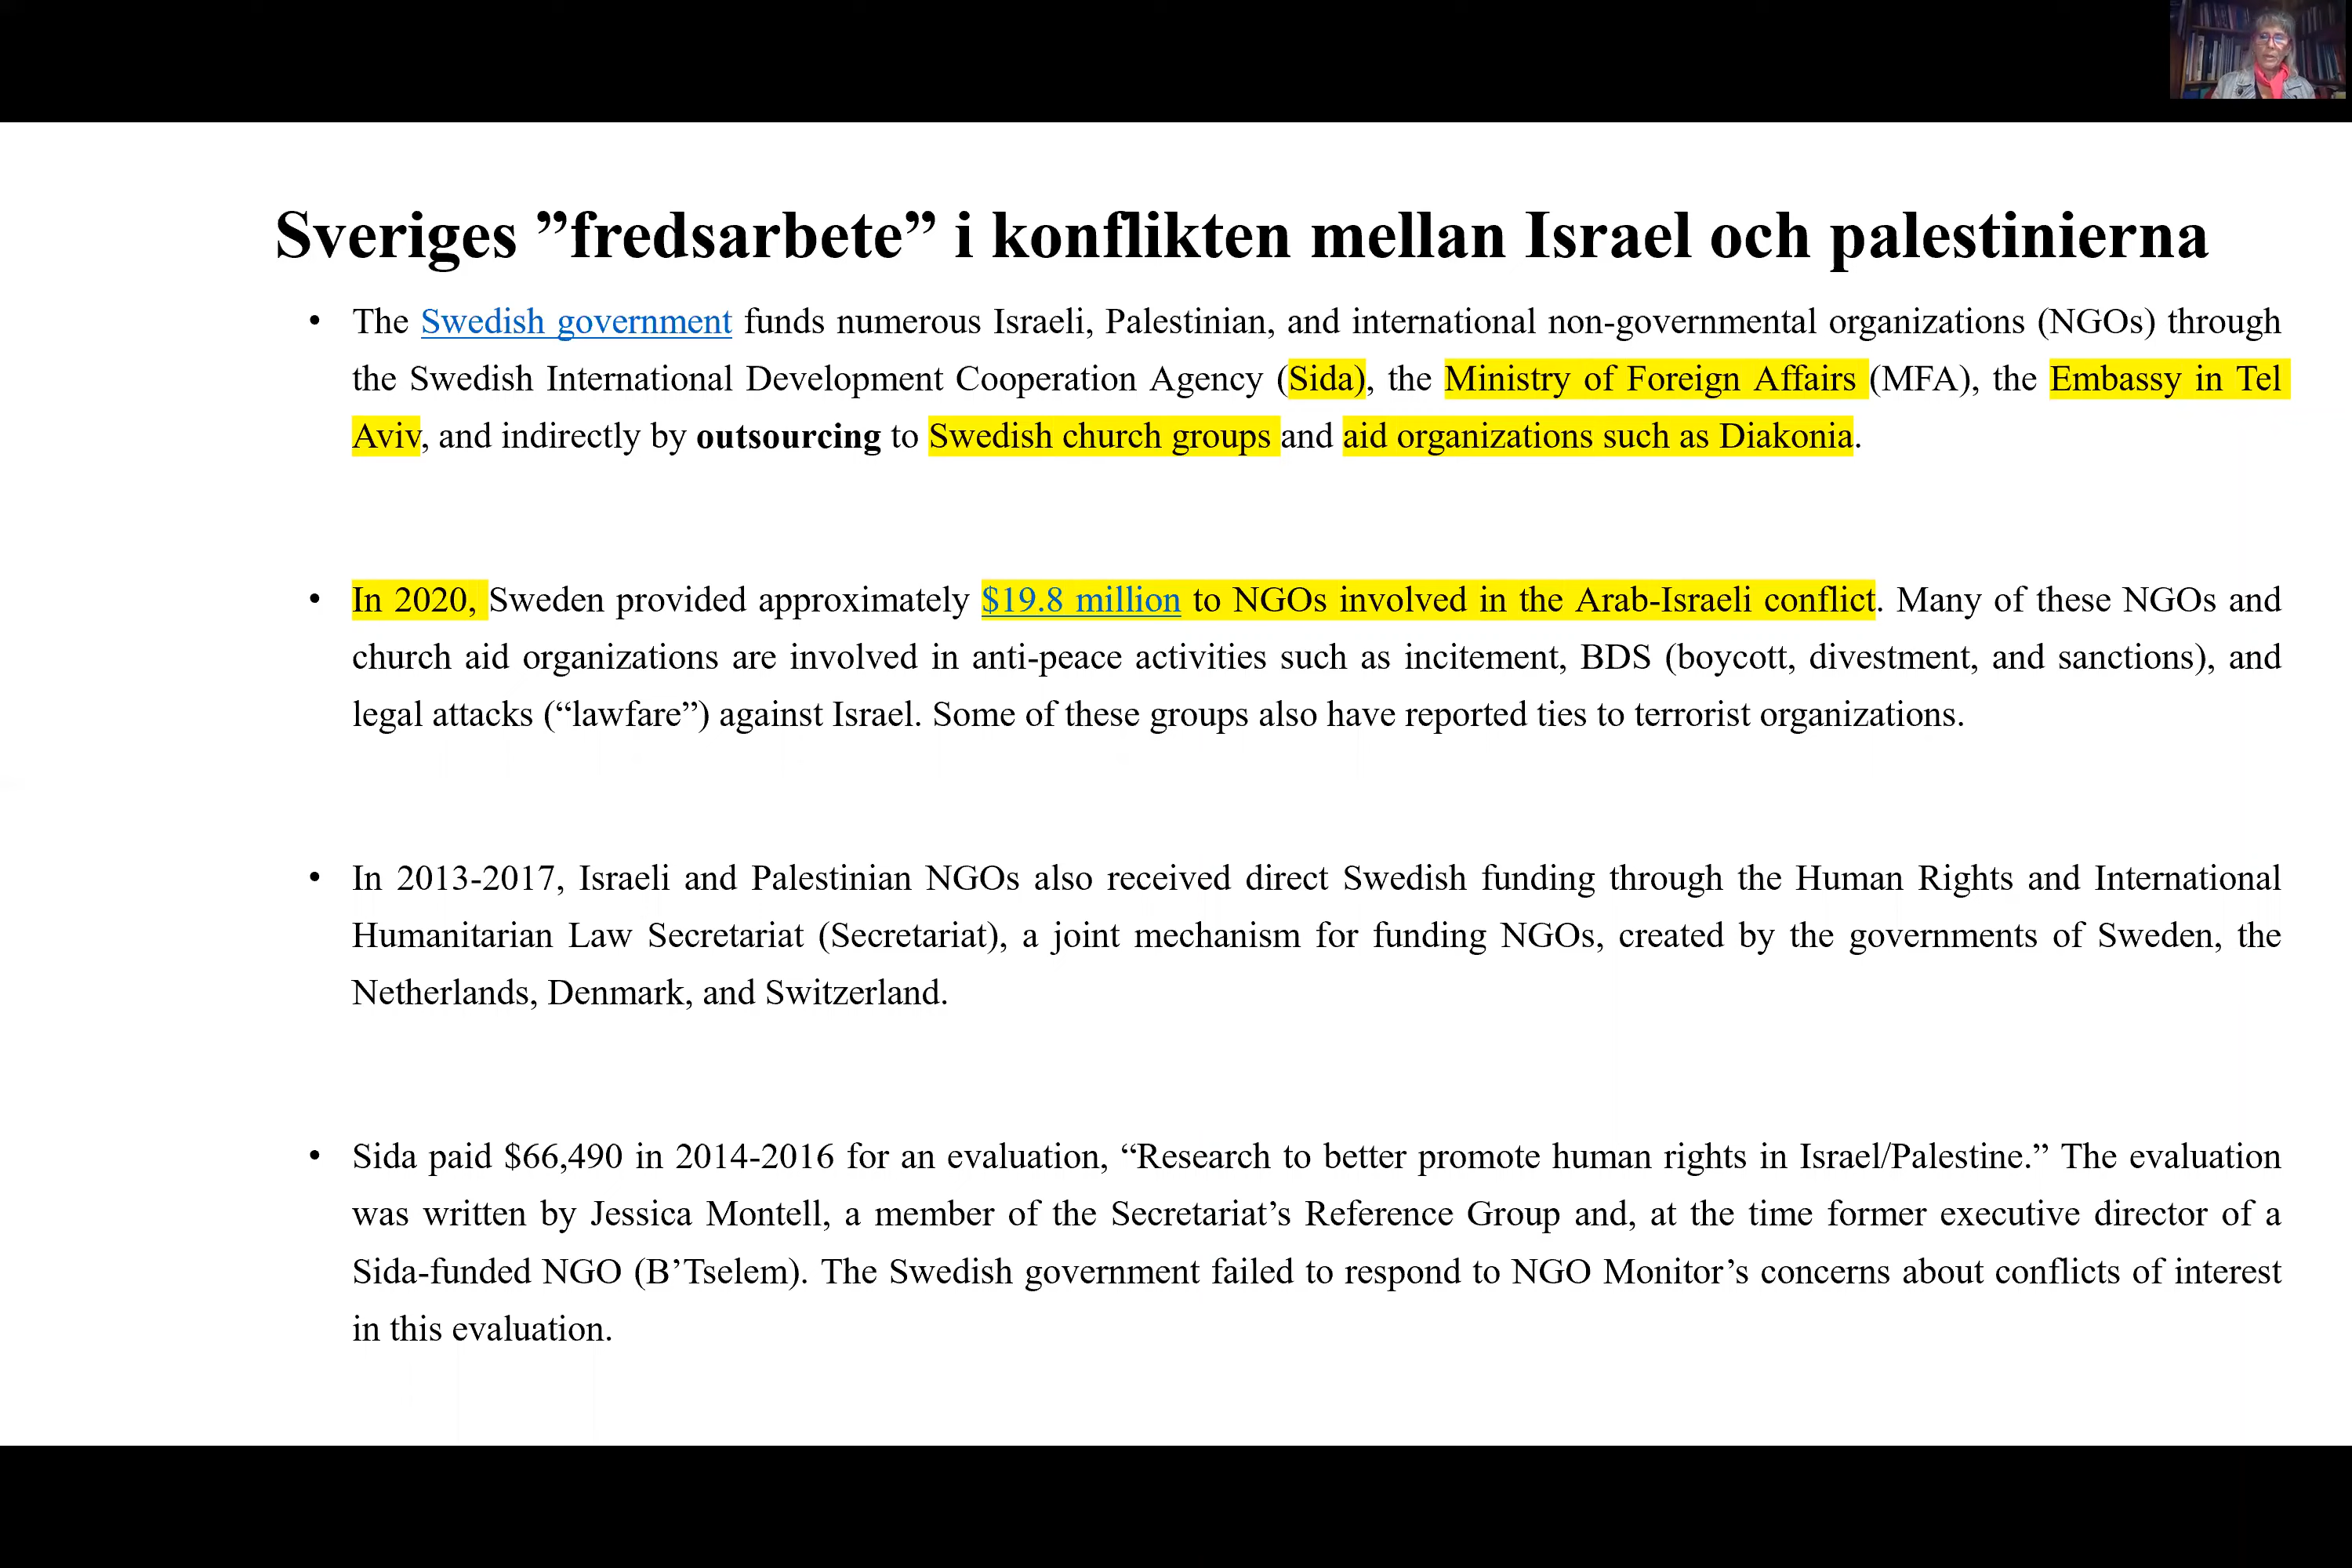 Sveriges ”fredsarbete” i konflikten mellan Israel och palestinierna
• The Swedish government funds numerous Israeli, Palestinian, and international non-governmental organizations (NGOs) through
the Swedish International Development Cooperation Agency (Sida), the Ministry of Foreign Affairs (MFA), the Embassy in Tel
Aviv, and indirectly by outsourcing to Swedish church groups and aid organizations such as Diakonia.
• In 2020, Sweden provided approximately $19.8 million to NGOs involved in the Arab-Israeli conflict. Many of these NGOs and
church aid organizations are involved in anti-peace activities such as incitement, BDS (boycott, divestment, and sanctions), and
legal attacks (“lawfare”) against Israel. Some of these groups also have reported ties to terrorist organizations.
• In 2013-2017, Israeli and Palestinian NGOs also received direct Swedish funding through the Human Rights and International
Humanitarian Law Secretariat (Secretariat), a joint mechanism for funding NGOs, created by the governments of Sweden, the
Netherlands, Denmark, and Switzerland.
• Sida paid $66,490 in 2014-2016 for an evaluation, “Research to better promote human rights in Israel/Palestine.” The evaluation
was written by Jessica Montell, a member of the Secretariat’s Reference Group and, at the time former executive director of a
Sida-funded NGO (B’Tselem). The Swedish government failed to respond to NGO Monitor’s concerns about conflicts of interest
in this evaluation.